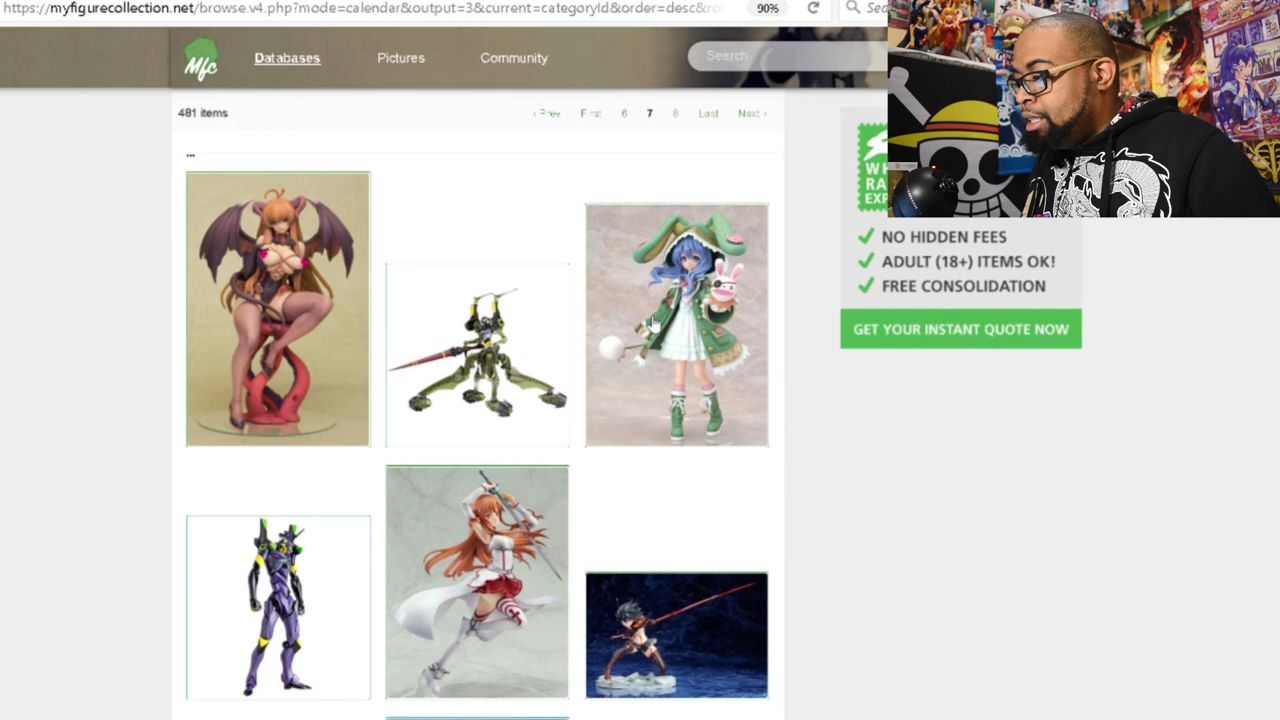 https://myfigurecollection.net/browse.v4.php?mode=calendar&output=3&current=categoryId&order=desc&
90%
Mfc
Databases
Pictures
Community
Search
481 items
‹ Prev
First
6
7
8
Last
Next ›
...
NO HIDDEN FEES
ADULT (18+) ITEMS OK!
FREE CONSOLIDATION
GET YOUR INSTANT QUOTE NOW